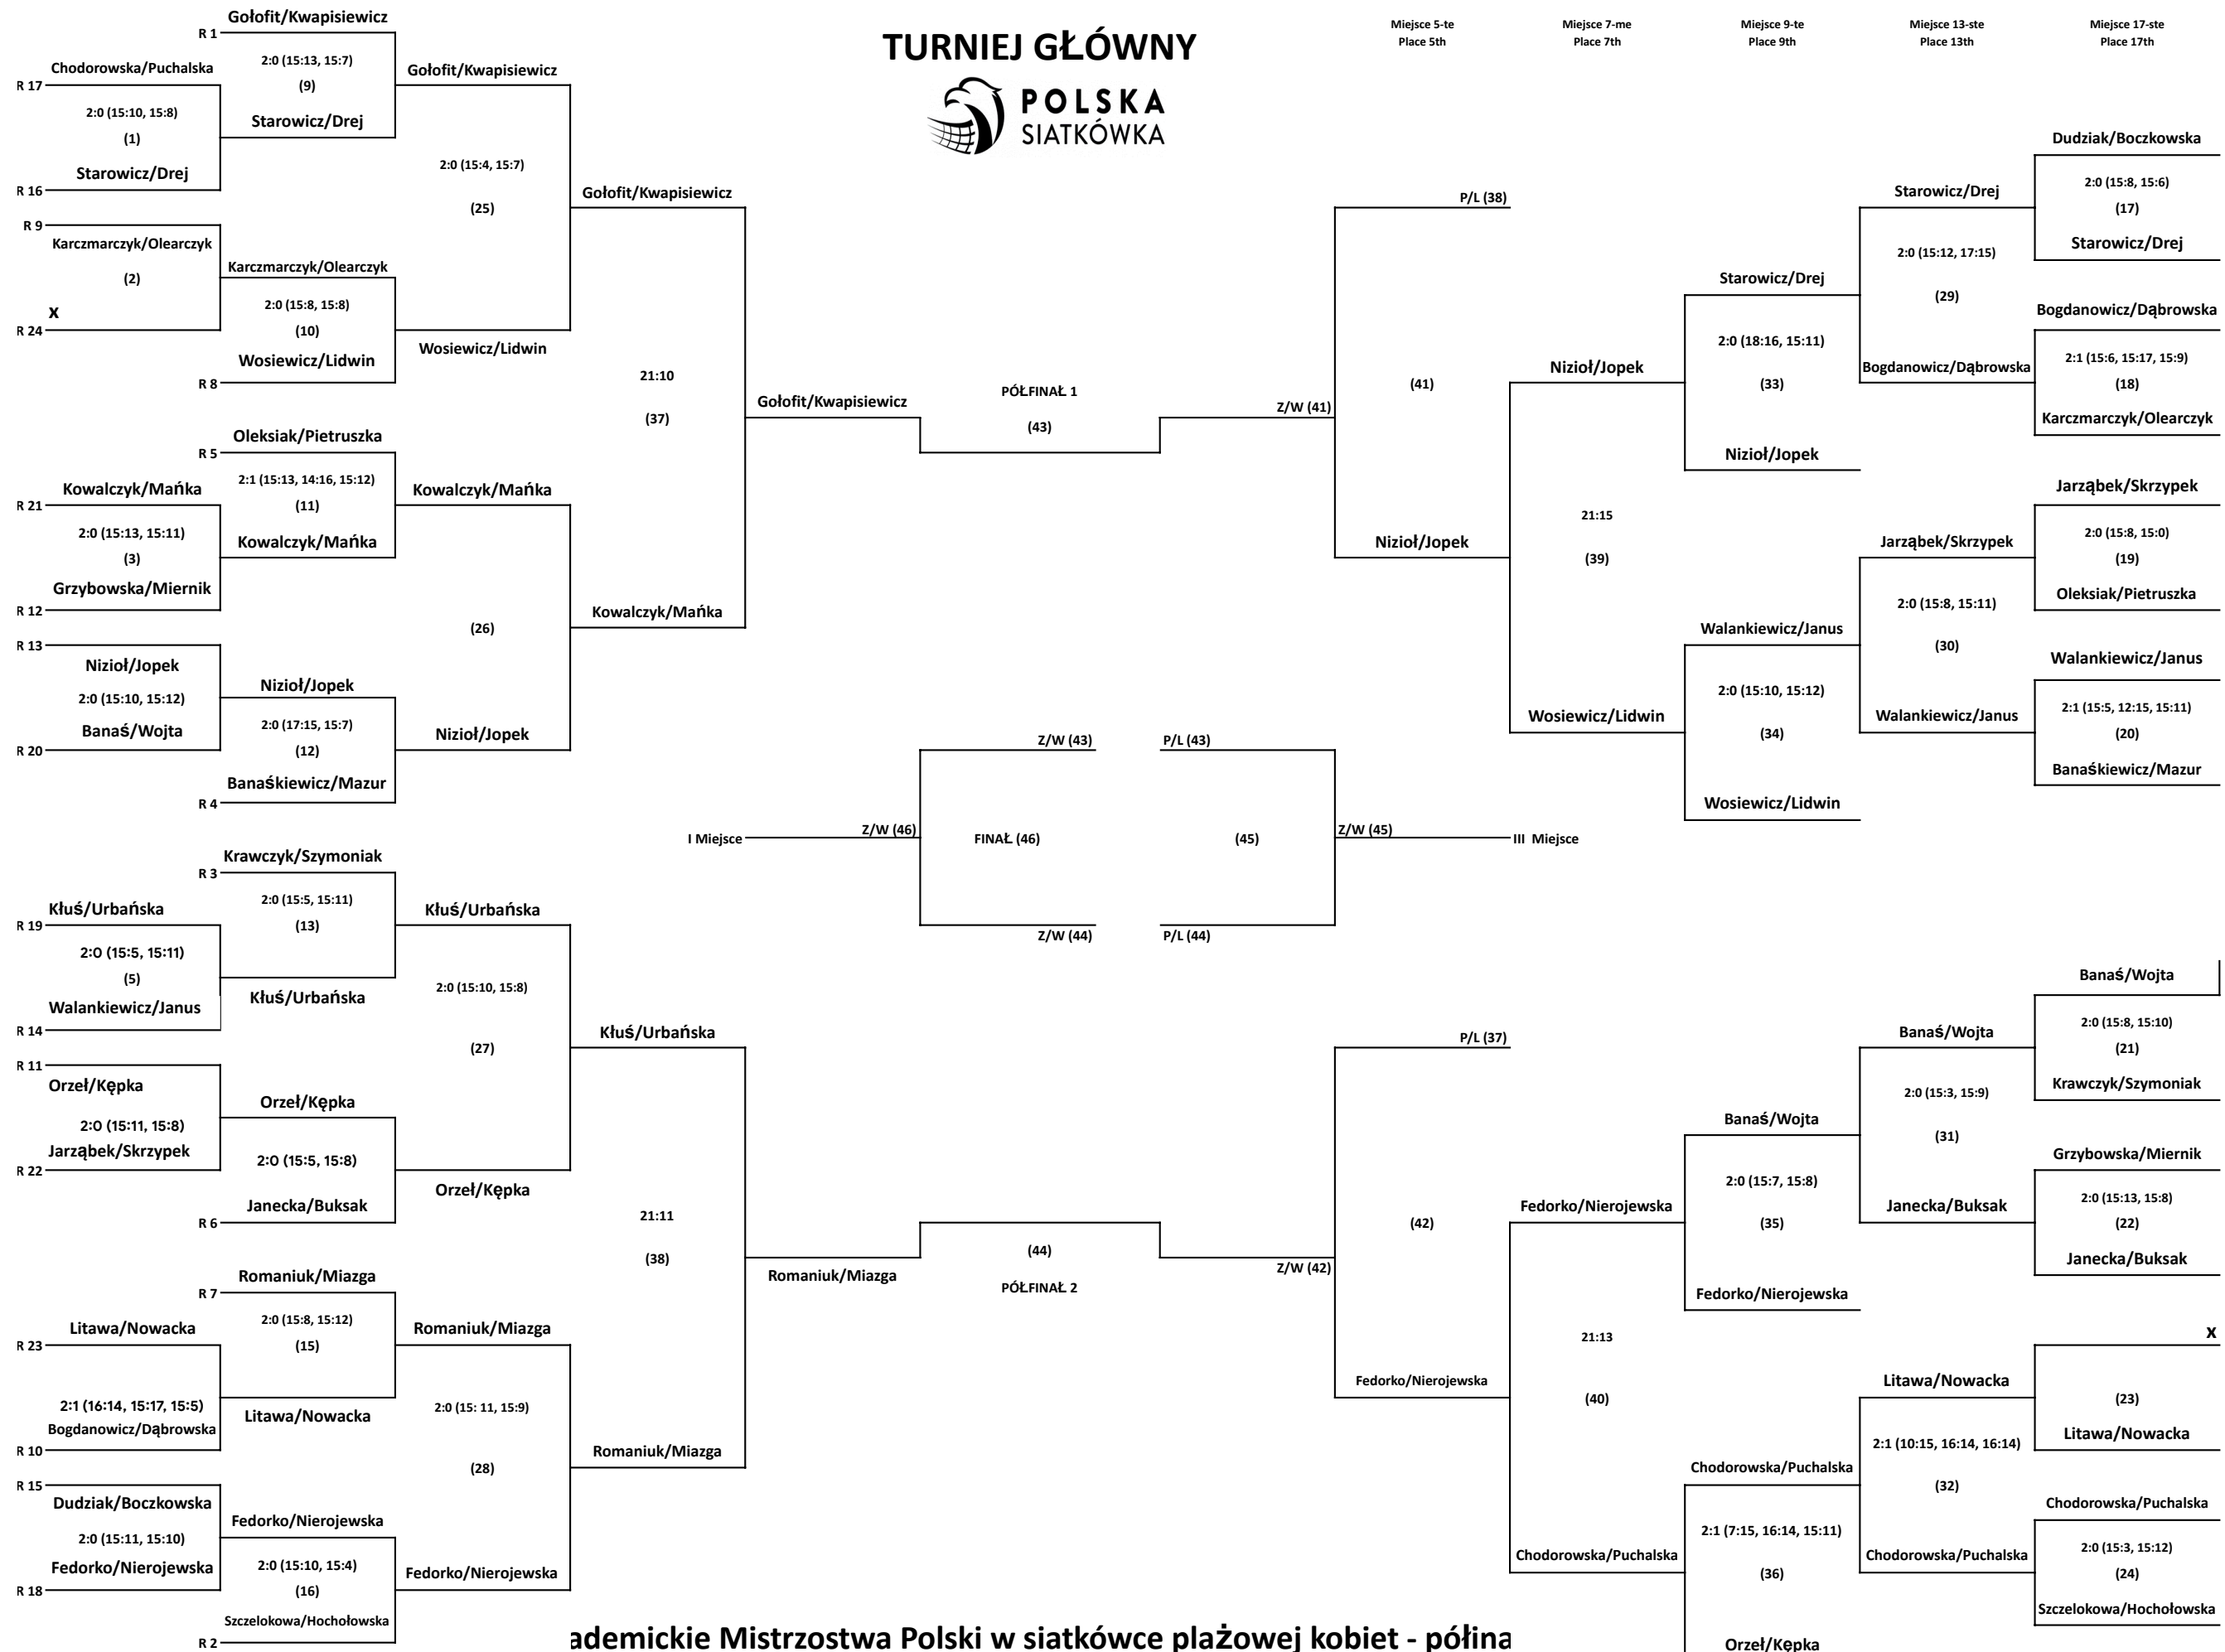 TURNIEJ GŁÓWNY
POLSKA
SIATKÓWKA
Gołofit/Kwapisiewicz
R 1
Chodorowska/Puchalska
2:0 (15:13, 15:7)
R 17
(9)
2:0 (15:10, 15:8)
Starowicz/Drej
(1)
Starowicz/Drej
R 16
R 9
Karczmarczyk/Olearczyk
(2)
Karczmarczyk/Olearczyk
X
2:0 (15:8, 15:8)
R 24
(10)
Wosiewicz/Lidwin
R 8
Oleksiak/Pietruszka
R 5
Kowalczyk/Mańka
2:1 (15:13, 14:16, 15:12)
R 21
(11)
2:0 (15:13, 15:11)
Kowalczyk/Mańka
(3)
Grzybowska/Miernik
R 12
R 13
Nizioł/Jopek
2:0 (15:10, 15:12)
Nizioł/Jopek
Banaś/Wojta
2:0 (17:15, 15:7)
R 20
(12)
Banaśkiewicz/Mazur
R 4
Krawczyk/Szymoniak
R 3
Kłuś/Urbańska
2:0 (15:5, 15:11)
R 19
(13)
2:0 (15:5, 15:11)
(5)
Kłuś/Urbańska
Walankiewicz/Janus
R 14
R 11
Orzeł/Kępka
Orzeł/Kępka
2:0 (15:11, 15:8)
Jarząbek/Skrzypek
2:0 (15:5, 15:8)
R 22
Janecka/Buksak
R 6
Romaniuk/Miazga
R 7
Litawa/Nowacka
2:0 (15:8, 15:12)
R 23
(15)
2:1 (16:14, 15:17, 15:5)
Litawa/Nowacka
Bogdanowicz/Dąbrowska
R 10
R 15
Dudziak/Boczkowska
Fedorko/Nierojewska
2:0 (15:11, 15:10)
Fedorko/Nierojewska
2:0 (15:10, 15:4)
R 18
(16)
Szczelokowa/Hochołowska
R 2
Gołofit/Kwapisiewicz
2:0 (15:4, 15:7)
(25)
Wosiewicz/Lidwin
Kowalczyk/Mańka
(26)
Nizioł/Jopek
Kłuś/Urbańska
2:0 (15:10, 15:8)
(27)
Orzeł/Kępka
Romaniuk/Miazga
2:0 (15: 11, 15:9)
(28)
Fedorko/Nierojewska
Gołofit/Kwapisiewicz
21:10
(37)
Kowalczyk/Mańka
Kłuś/Urbańska
21:11
(38)
Romaniuk/Miazga
Gołofit/Kwapisiewicz
PÓŁFINAŁ 1
(43)
Z/W (41)
Z/W (43)
P/L (43)
I Miejsce
Z/W (46)
FINAŁ (46)
(45)
Z/W (45)
III Miejsce
Z/W (44)
P/L (44)
Romaniuk/Miazga
(44)
PÓŁFINAŁ 2
Z/W (42)
Miejsce 5-te
Place 5th
P/L (38)
(41)
Nizioł/Jopek
P/L (37)
(42)
Fedorko/Nierojewska
Miejsce 7-me
Place 7th
Nizioł/Jopek
21:15
(39)
Wosiewicz/Lidwin
Fedorko/Nierojewska
21:13
(40)
Chodorowska/Puchalska
Miejsce 9-te
Place 9th
Starowicz/Drej
2:0 (18:16, 15:11)
(33)
Nizioł/Jopek
Walankiewicz/Janus
2:0 (15:10, 15:12)
(34)
Wosiewicz/Lidwin
Banaś/Wojta
2:0 (15:7, 15:8)
(35)
Fedorko/Nierojewska
Chodorowska/Puchalska
2:1 (7:15, 16:14, 15:11)
(36)
Orzeł/Kępka
Miejsce 13-ste
Place 13th
Starowicz/Drej
2:0 (15:12, 17:15)
(29)
Bogdanowicz/Dąbrowska
Jarząbek/Skrzypek
2:0 (15:8, 15:11)
(30)
Walankiewicz/Janus
Banaś/Wojta
2:0 (15:3, 15:9)
(31)
Janecka/Buksak
Litawa/Nowacka
2:1 (10:15, 16:14, 16:14)
(32)
Chodorowska/Puchalska
Miejsce 17-ste
Place 17th
Dudziak/Boczkowska
2:0 (15:8, 15:6)
(17)
Starowicz/Drej
Bogdanowicz/Dąbrowska
2:1 (15:6, 15:17, 15:9)
(18)
Karczmarczyk/Olearczyk
Jarząbek/Skrzypek
2:0 (15:8, 15:0)
(19)
Oleksiak/Pietruszka
Walankiewicz/Janus
2:1 (15:5, 12:15, 15:11)
(20)
Banaśkiewicz/Mazur
Banaś/Wojta
2:0 (15:8, 15:10)
(21)
Krawczyk/Szymoniak
Grzybowska/Miernik
2:0 (15:13, 15:8)
(22)
Janecka/Buksak
X
(23)
Litawa/Nowacka
Chodorowska/Puchalska
2:0 (15:3, 15:12)
(24)
Szczelokowa/Hochołowska
ademickie Mistrzostwa Polski w siatkówce plażowej kobiet - półfina